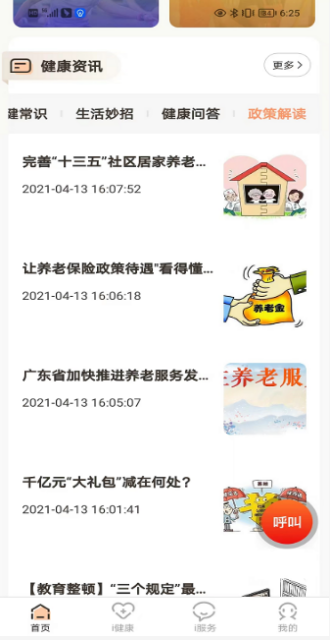 6:25
健康资讯
更多>
健常识 生活妙招 健康问答 政策解读
完善“十三五”社区居家养老...
2021-04-13 16:07:52
让养老保险政策待遇"看得懂...
2021-04-13 16:06:18
养老金
广东省加快推进养老服务发...
2021-04-13 16:05:07
养老服
千亿元“大礼包”减在何处?
2021-04-13 16:01:41
呼叫
【教育整顿】“三个规定”最...
首页 i健康 i服务 我的